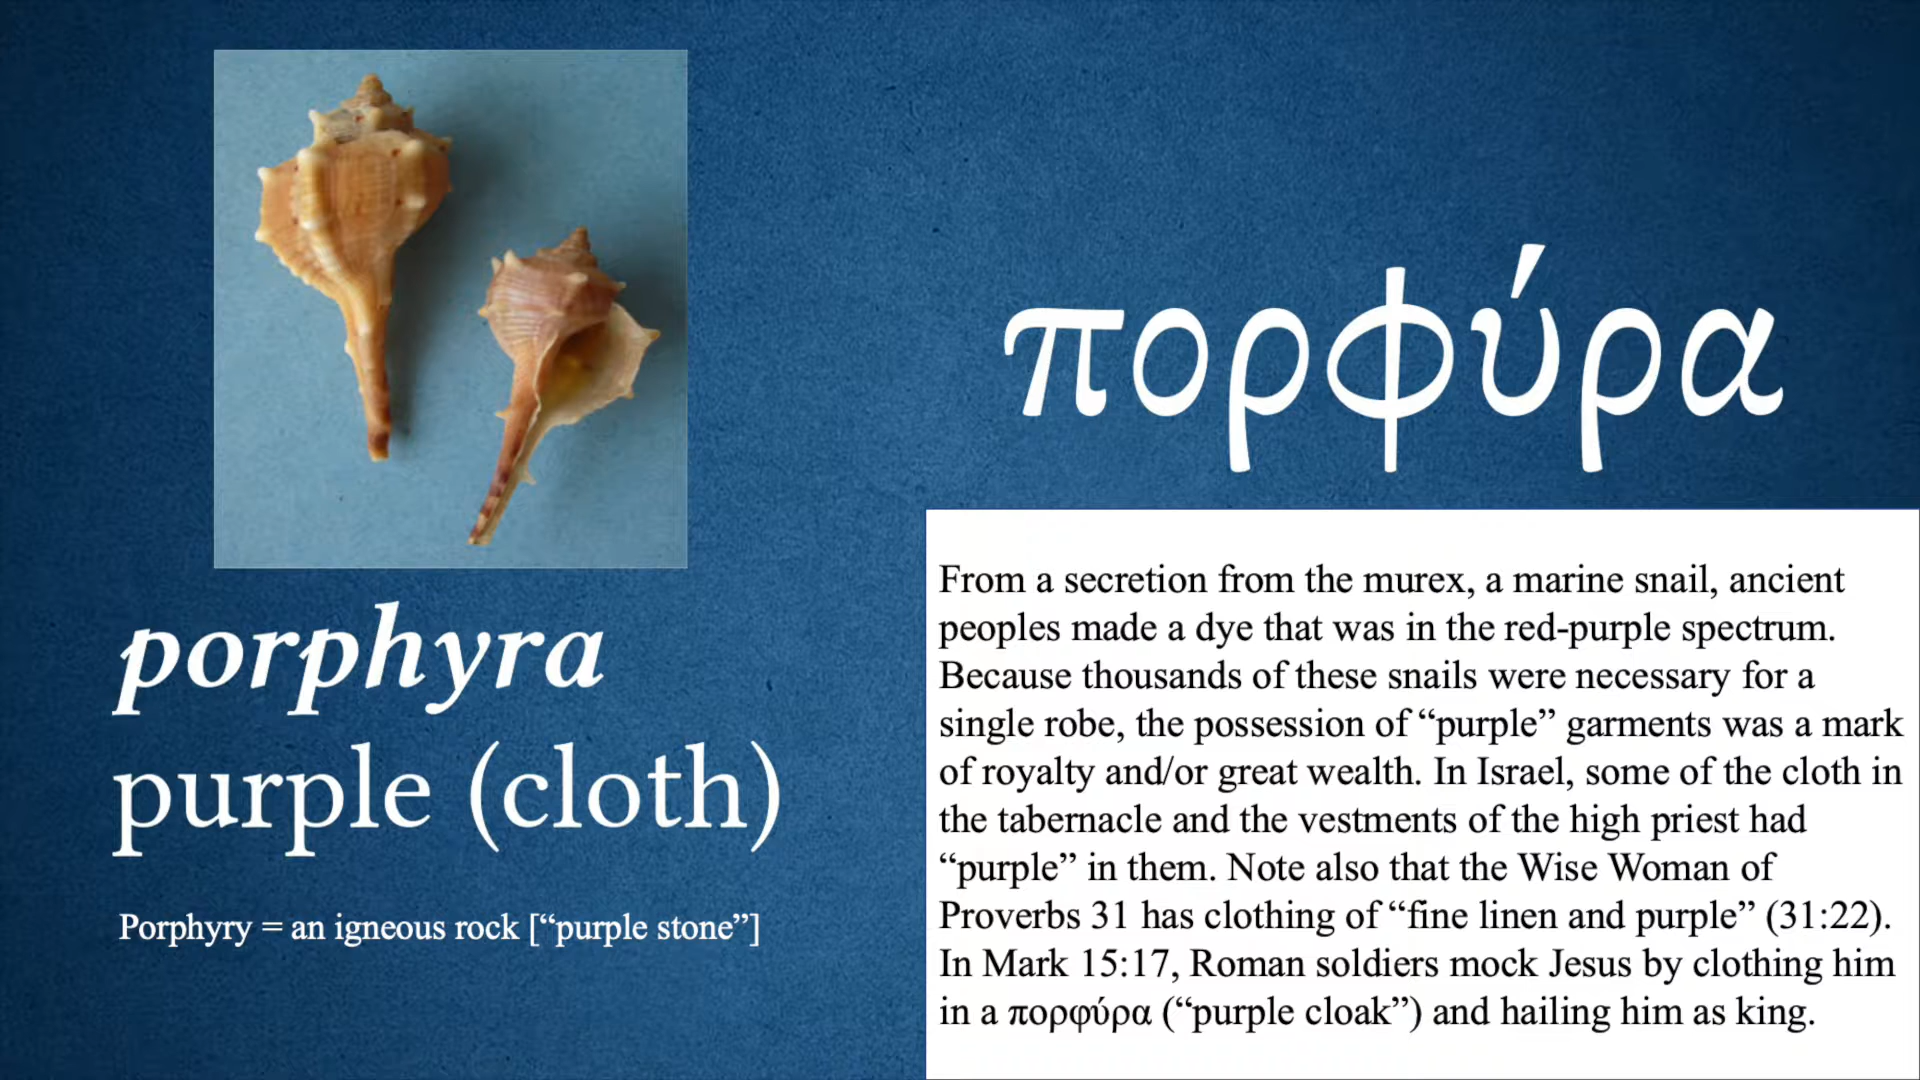 πορφύρα
porphyra
purple (cloth)
Porphyry = an igneous rock [“purple stone”]
From a secretion from the murex, a marine snail, ancient
peoples made a dye that was in the red-purple spectrum.
Because thousands of these snails were necessary for a
single robe, the possession of “purple” garments was a mark
of royalty and/or great wealth. In Israel, some of the cloth in
the tabernacle and the vestments of the high priest had
“purple” in them. Note also that the Wise Woman of
Proverbs 31 has clothing of “fine linen and purple” (31:22).
In Mark 15:17, Roman soldiers mock Jesus by clothing him
in a πορφύρα (“purple cloak”) and hailing him as king.